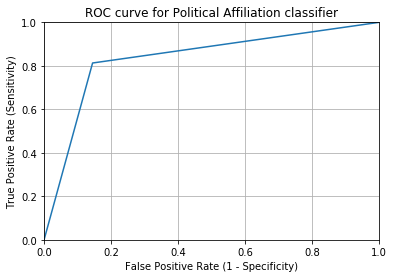 ROC curve for Political Affiliation classifier
True Positive Rate (Sensitivity)
1.0
0.8
0.6
0.4
0.2
0.0
0.0 0.2 0.4 0.6 0.8 1.0
False Positive Rate (1 - Specificity)